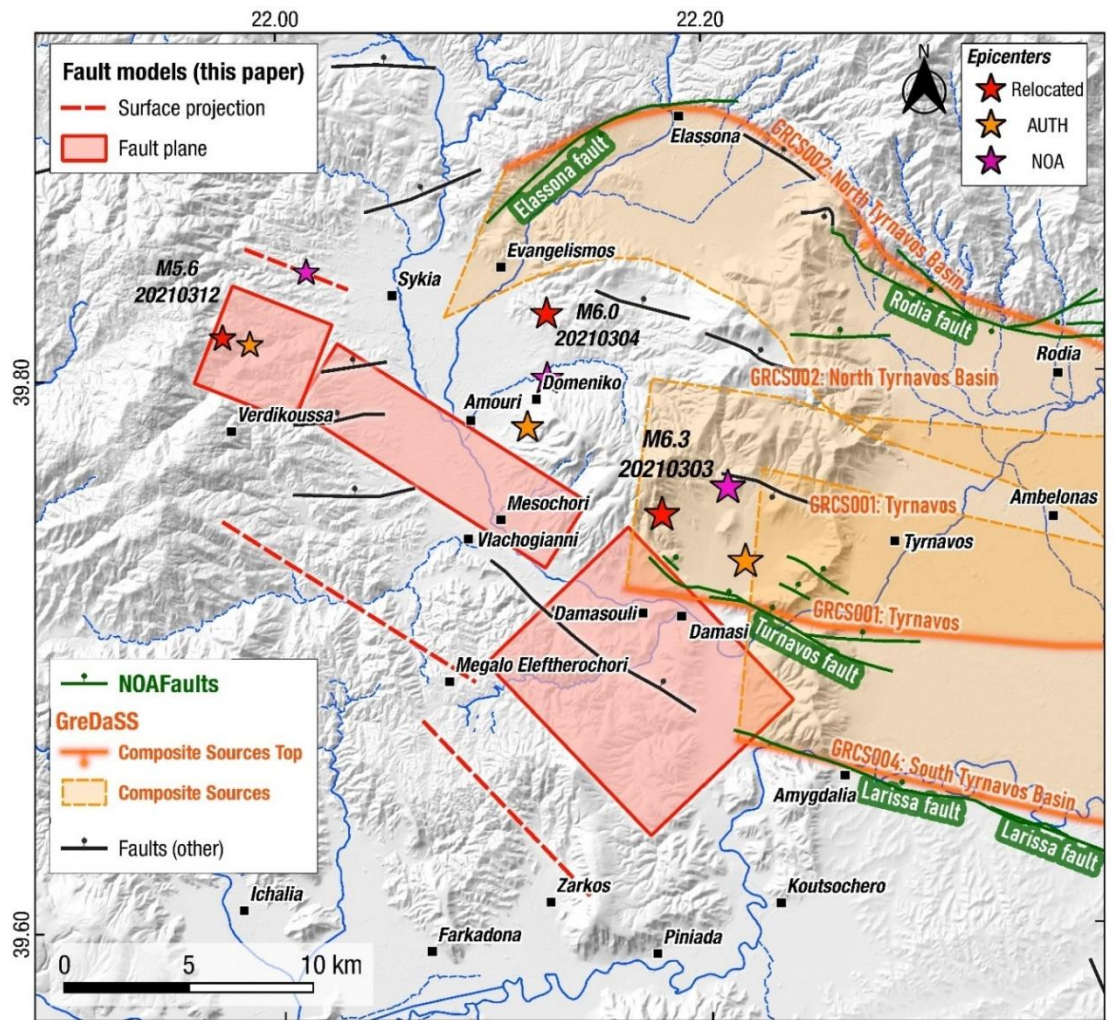 22.00
22.20
Fault models (this paper)
Surface projection
Fault plane
N
Epicenters
Relocated
AUTH
NOA
Elassona
GRCS002: North Tyrnavos Basin
Elassona fault
Evangelismos
M5.6
20210312
Sykia
M6.0
20210304
Rodia fault
Rodia
39.80
GRCS002: North Tyrnavos Basin
Domeniko
Amouri
Verdikoussa
M6.3
20210303
Mesochori
GRCS001: Tyrnavos
Ambelonas
Vlachogianni
Tyrnavos
Damasouli
Damasi
GRCS001: Tyrnavos
Turnavos fault
Megalo Eleftherochori
NOAFaults
GreDaSS
Composite Sources Top
Composite Sources
Faults (other)
GRCS004: South Tyrnavos Basin
Amygdalia
Larissa fault
Larissa fault
Ichalia
Zarkos
Koutsochero
39.60
Farkadona
Piniada
0 5 10 km